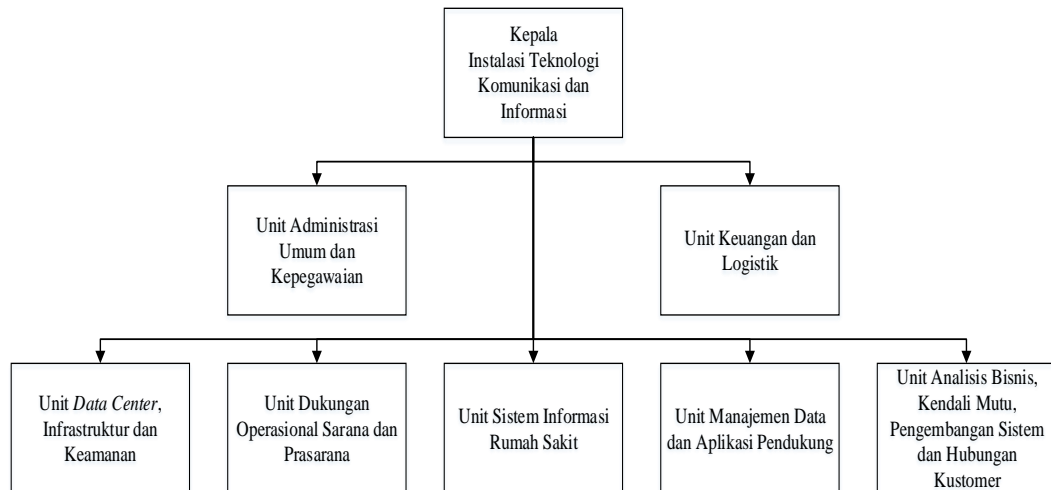 Kepala
Instalasi Teknologi
Komunikasi dan
Informasi
Unit Administrasi
Umum dan
Kepegawaian
Unit Keuangan dan
Logistik
Unit Data Center,
Infrastruktur dan
Keamanan
Unit Dukungan
Operasional Sarana dan
Prasarana
Unit Sistem Informasi
Rumah Sakit
Unit Manajemen Data
dan Aplikasi Pendukung
Unit Analisis Bisnis,
Kendali Mutu,
Pengembangan Sistem
dan Hubungan
Kustomer